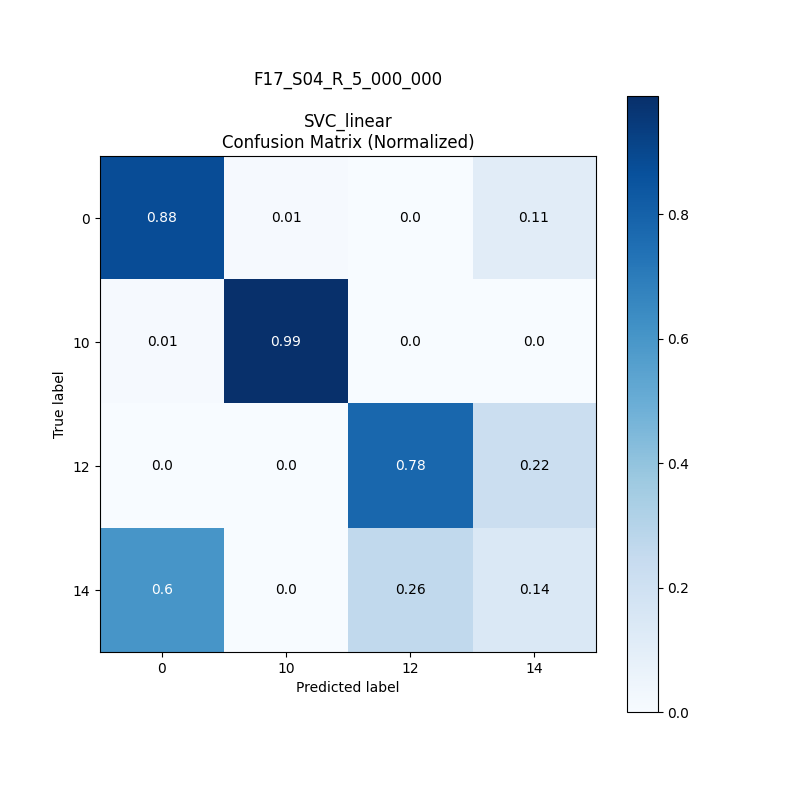 F17_S04_R_5_000_000
SVC_linear
Confusion Matrix (Normalized)
True label
0
0.88 0.01 0.0 0.11
10
0.01 0.99 0.0 0.0
12
0.0 0.0 0.78 0.22
14
0.6 0.0 0.26 0.14
0 10 12 14
Predicted label
0.8
0.6
0.4
0.2
0.0